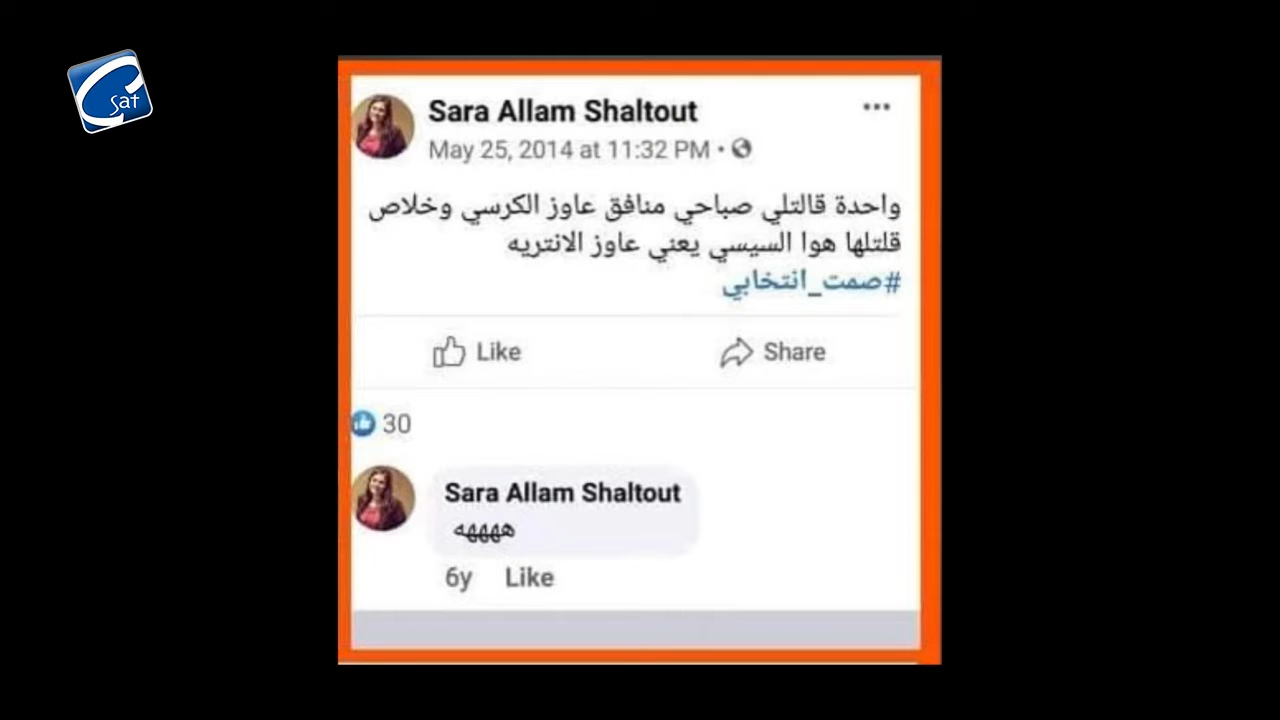 C sat
Sara Allam Shaltout
May 25, 2014 at 11:32 PM ·
واحدة قالتلي صباحي منافق عاوز الكرسي وخلاص
قلتلها هوا السيسي يعني عاوز الانتريه
#صمت_انتخابي
Like
Share
30
Sara Allam Shaltout
هههههه
6y Like